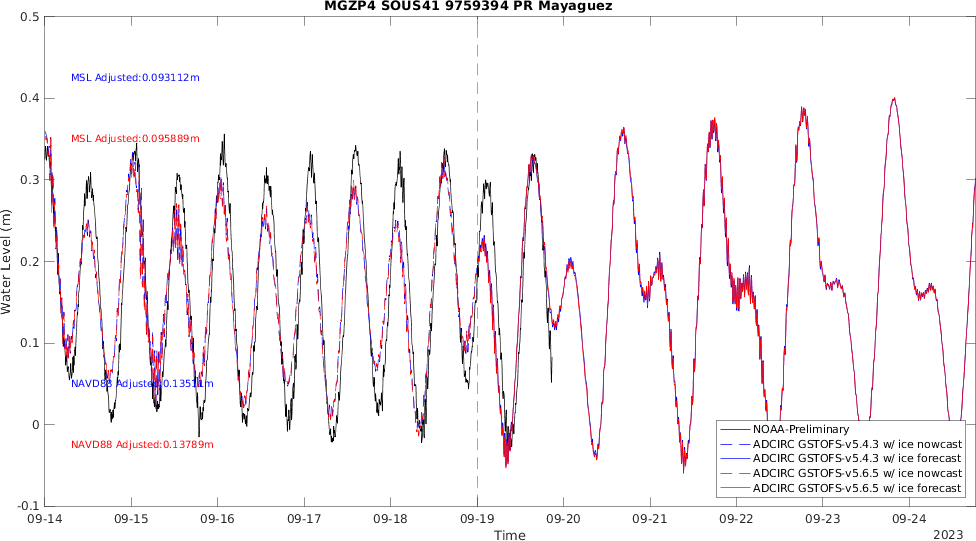 MGZP4 SOUS41 9759394 PR Mayaguez
0.5
0.4
0.3
0.2
0.1
0
-0.1
Water Level (m)
MSL Adjusted:0.093112m
MSL Adjusted:0.095889m
NAVD88 Adjusted:0.13511m
NAVD88 Adjusted:0.13789m
NOAA-Preliminary
ADCIRC GSTOFS-v5.4.3 w/ ice nowcast
ADCIRC GSTOFS-v5.4.3 w/ ice forecast
ADCIRC GSTOFS-v5.6.5 w/ ice nowcast
ADCIRC GSTOFS-v5.6.5 w/ ice forecast
09-14 09-15 09-16 09-17 09-18 09-19 09-20 09-21 09-22 09-23 09-24
Time
2023